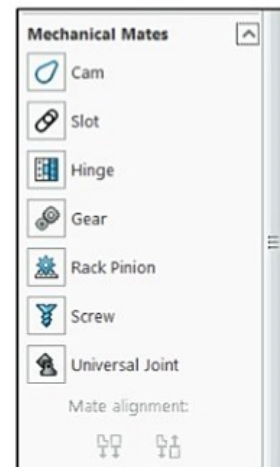 Mechanical Mates
Cam
Slot
Hinge
Gear
Rack Pinion
Screw
Universal Joint
Mate alignment: